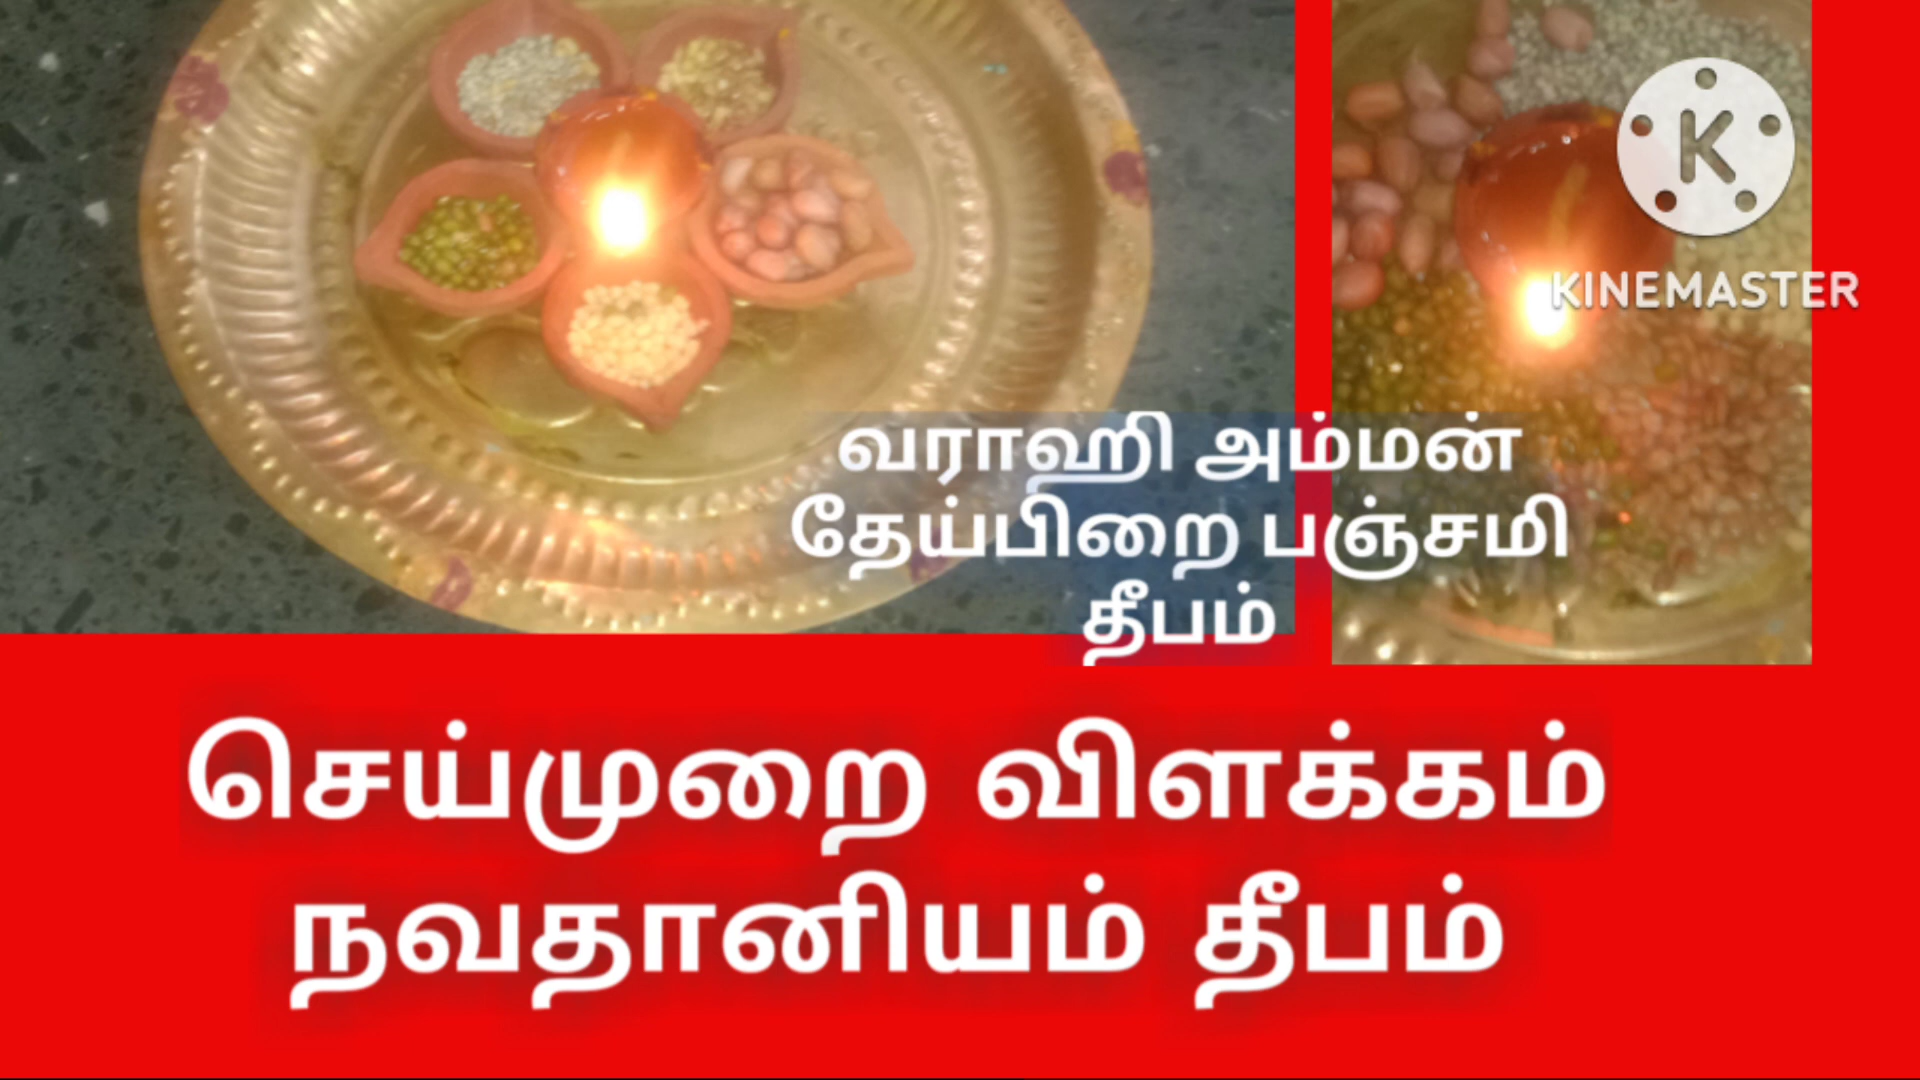 K
KINEMASTER
வராஹி அம்மன்
தேய்பிறை பஞ்சமி
தீபம்
செய்முறை விளக்கம்
நவதானியம் தீபம்